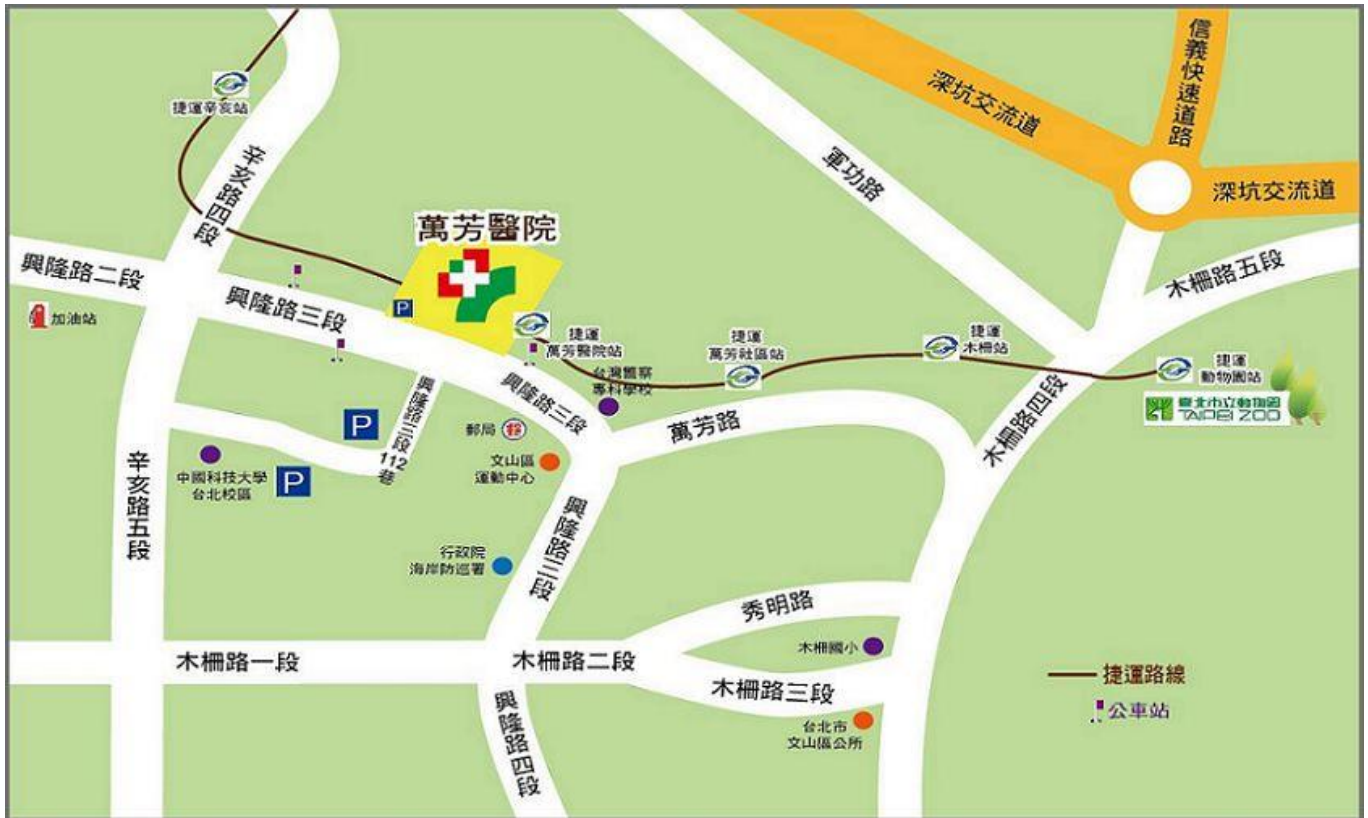 信義快速道路
深坑交流道
捷運辛亥站
軍功路
辛亥路四段
深坑交流道
萬芳醫院
木柵路五段
興隆路二段
加油站
興隆路三段
P
捷運
萬芳醫院站
捷運
萬芳社區站
捷運
木柵站
捷運
動物園站
臺北市立動物園
TAIPEI ZOO
台灣警察
專科學校
興隆路三段
萬芳路
木柵路四段
興隆路三段
112
巷
P
郵局
文山區
運動中心
中國科技大學
台北校區
P
辛亥路五段
興隆路三段
行政院
海岸防巡署
秀明路
木柵國小
木柵路一段
木柵路二段
木柵路三段
捷運路線
公車站
興隆路四段
台北市
文山區公所